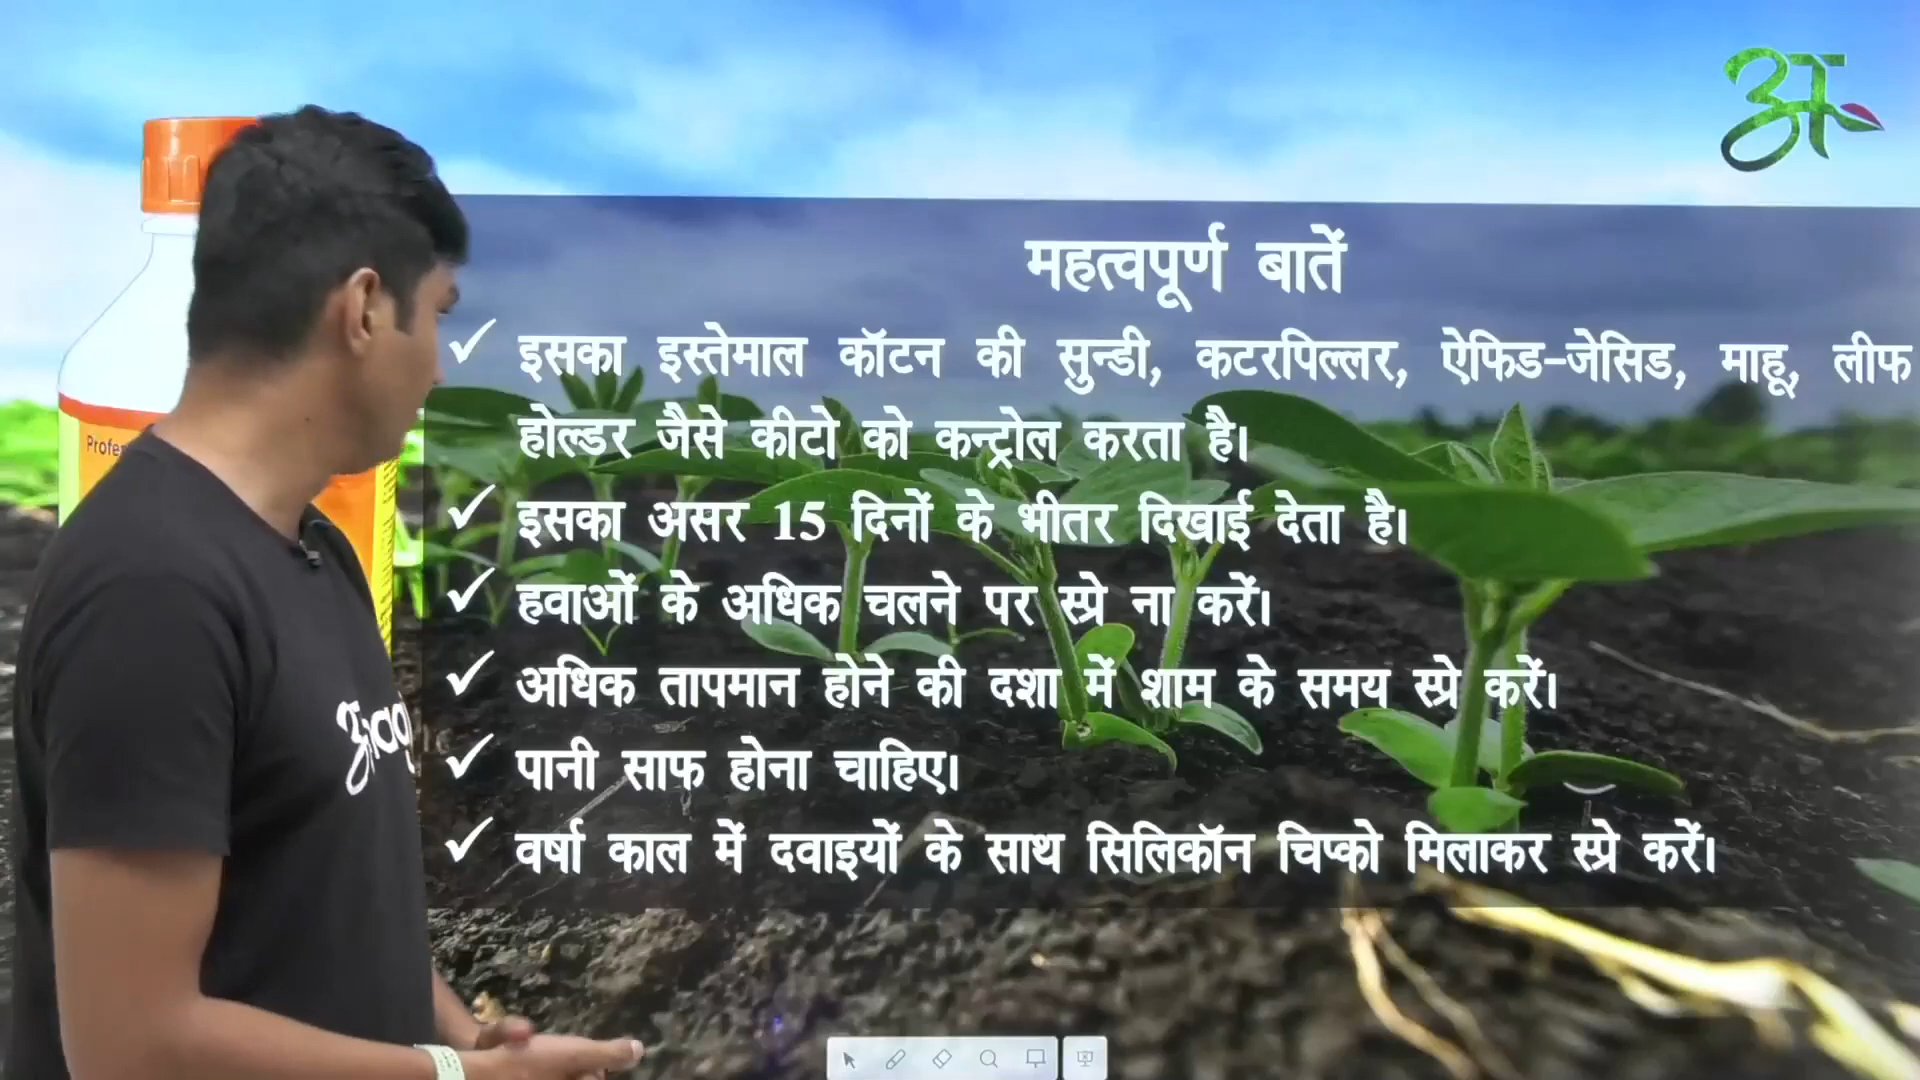 महत्वपूर्ण बातें
✓ इसका इस्तेमाल कॉटन की सुन्डी, कटरपिल्लर, ऐफिड-जेसिड, माहू, लीफ
होल्डर जैसे कीटो को कन्ट्रोल करता है।
✓ इसका असर 15 दिनों के भीतर दिखाई देता है।
✓ हवाओं के अधिक चलने पर स्प्रे ना करें।
✓ अधिक तापमान होने की दशा में शाम के समय स्प्रे करें।
✓ पानी साफ होना चाहिए।
✓ वर्षा काल में दवाइयों के साथ सिलिकॉन चिप्को मिलाकर स्प्रे करें।